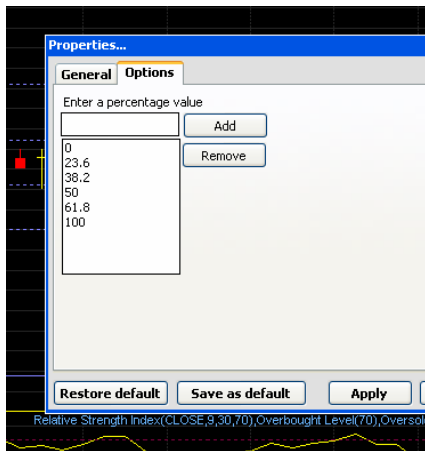 Properties...
General Options
Enter a percentage value
Add
Remove
0
23.6
38.2
50
61.8
100
Restore default Save as default Apply
Relative Strength Index(CLOSE,9,30,70),Overbought Level(70),Overso